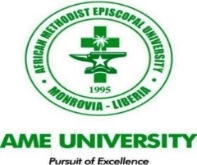 AFRICAN METHODIST EPISCOPAL UNIVERSITY
1995
MONROVIA - LIBERIA
AME UNIVERSITY
Pursuit of Excellence